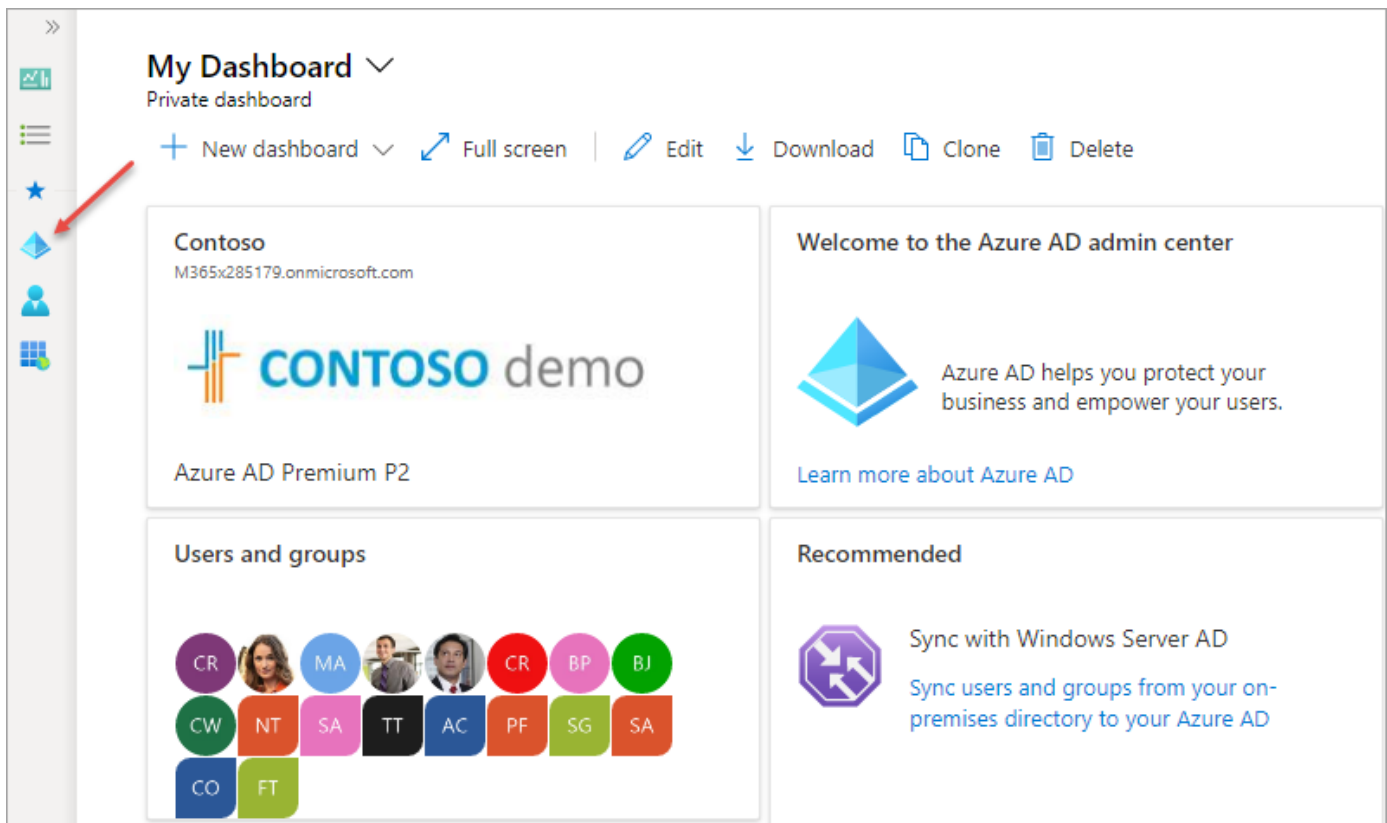 My Dashboard
Private dashboard
New dashboard Full screen Edit Download Clone Delete
Contoso
M365x285179.onmicrosoft.com
CONTOSO demo
Azure AD Premium P2
Welcome to the Azure AD admin center
Azure AD helps you protect your
business and empower your users.
Learn more about Azure AD
Users and groups
CR MA CR BP BJ
CW NT SA TT AC PF SG SA
CO FT
Recommended
Sync with Windows Server AD
Sync users and groups from your on-
premises directory to your Azure AD